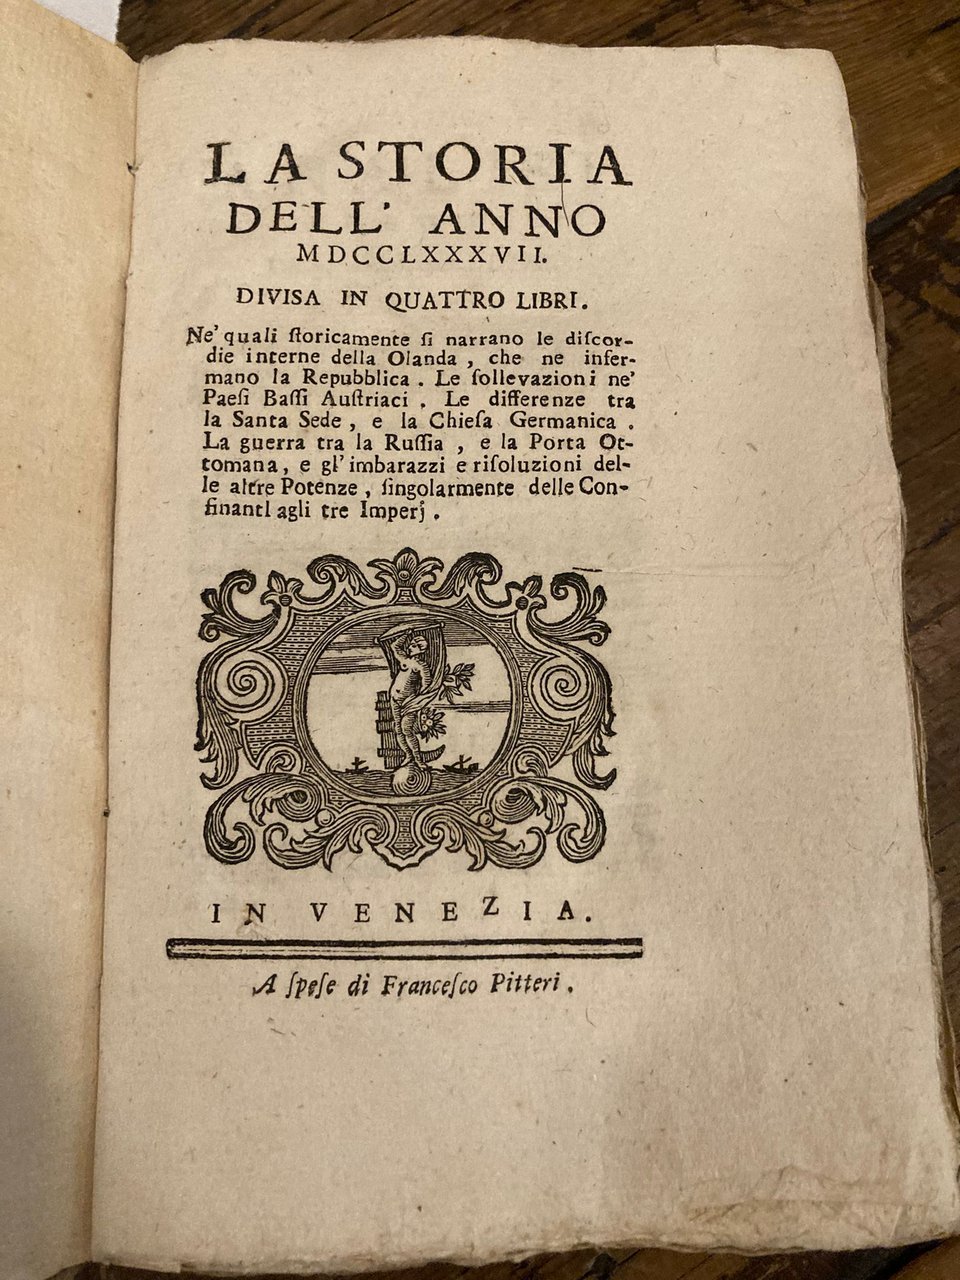 LA STORIA
DELL' ANNO
MDCCLXXXVII.
DIVISA IN QUATTRO LIBRI.
Ne' quali ſtoricamente ſi narrano le diſcor-
die interne della Olanda, che ne infer-
mano la Repubblica. Le ſollevazioni ne'
Paeſi Baſſi Auſtriaci. Le differenze tra
la Santa Sede, e la Chieſa Germanica.
La guerra tra la Ruſſia, e la Porta Ot-
tomana, e gl' imbarazzi e riſoluzioni del-
le altre Potenze, ſingolarmente delle Con-
finanti agli tre Imperj.
IN VENEZIA.
A ſpeſe di Franceſco Pitteri.